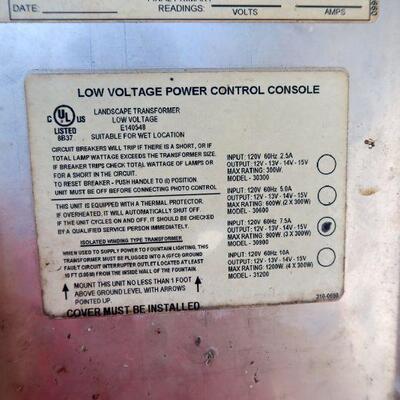 DATE:
READINGS:
VOLTS
AMPS
LOW VOLTAGE POWER CONTROL CONSOLE
C UL US
LISTED
8B37
LANDSCAPE TRANSFORMER
LOW VOLTAGE
E140548
SUITABLE FOR WET LOCATION
CIRCUIT BREAKERS WILL TRIP IF THERE IS A SHORT, OR IF
TOTAL LAMP WATTAGE EXCEEDS THE TRANSFORMER SIZE.
IF BREAKER TRIPS CHECK TOTAL WATTAGE OF LAMPS OR
FOR A SHORT IN THE CIRCUIT.
TO RESET BREAKER - PUSH HANDLE TO (I) POSITION.
UNIT MUST BE OFF BEFORE CONNECTING PHOTO CONTROL
THIS UNIT IS EQUIPPED WITH A THERMAL PROTECTOR.
IF OVERHEATED, IT WILL AUTOMATICALLY SHUT OFF.
IF THE UNIT CYCLES ON AND OFF, IT SHOULD BE CHECKED
BY A QUALIFIED SERVICE PERSON IMMEDIATELY.
ISOLATED WINDING TYPE TRANSFORMER
WHEN USED TO SUPPLY POWER TO FOUNTAIN LIGHTING, THIS
TRANSFORMER MUST BE PLUGGED INTO A (GFCI) GROUND
FAULT CIRCUIT INTERRUPTER OUTLET LOCATED AT LEAST
10 FT (3.05M) FROM THE INSIDE WALL OF THE FOUNTAIN.
MOUNT THIS UNIT NO LESS THAN 1 FOOT
ABOVE GROUND LEVEL WITH ARROWS
POINTED UP.
COVER MUST BE INSTALLED
INPUT: 120V 60Hz 2.5A
OUTPUT: 12V - 13V - 14V - 15V
MAX RATING: 300W
MODEL - 30300
INPUT: 120V 60Hz 5.0A
OUTPUT: 12V - 13V - 14V - 15V
MAX RATING: 600W (2 X 300W)
MODEL - 30600
INPUT: 120V 60Hz 7.5A
OUTPUT: 12V - 13V - 14V - 15V
MAX RATING: 900W (3 X 300W)
MODEL - 30900
INPUT: 120V 60Hz 10A
OUTPUT: 12V - 13V - 14V - 15V
MAX RATING: 1200W (4 X 300W)
MODEL - 31200